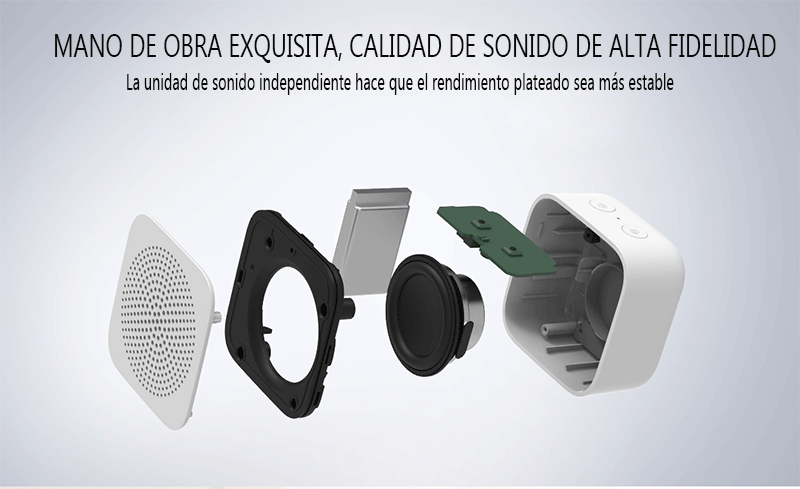 MANO DE OBRA EXQUISITA, CALIDAD DE SONIDO DE ALTA FIDELIDAD
La unidad de sonido independiente hace que el rendimiento plateado sea más estable